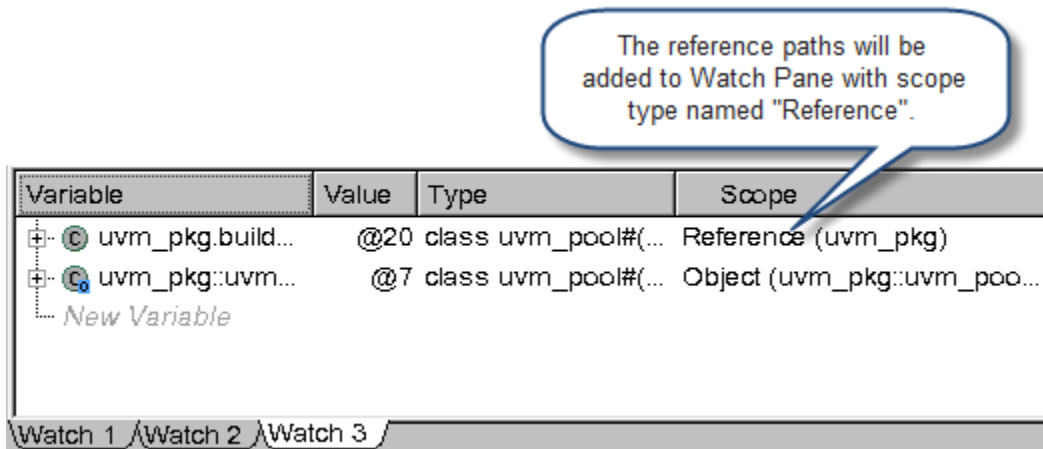 The reference paths will be
added to Watch Pane with scope
type named "Reference".
Variable Value Type Scope
uvm_pkg.build... @20 class uvm_pool#(... Reference (uvm_pkg)
uvm_pkg::uvm... @7 class uvm_pool#(... Object (uvm_pkg::uvm_poo...
New Variable
Watch 1 Watch 2 Watch 3